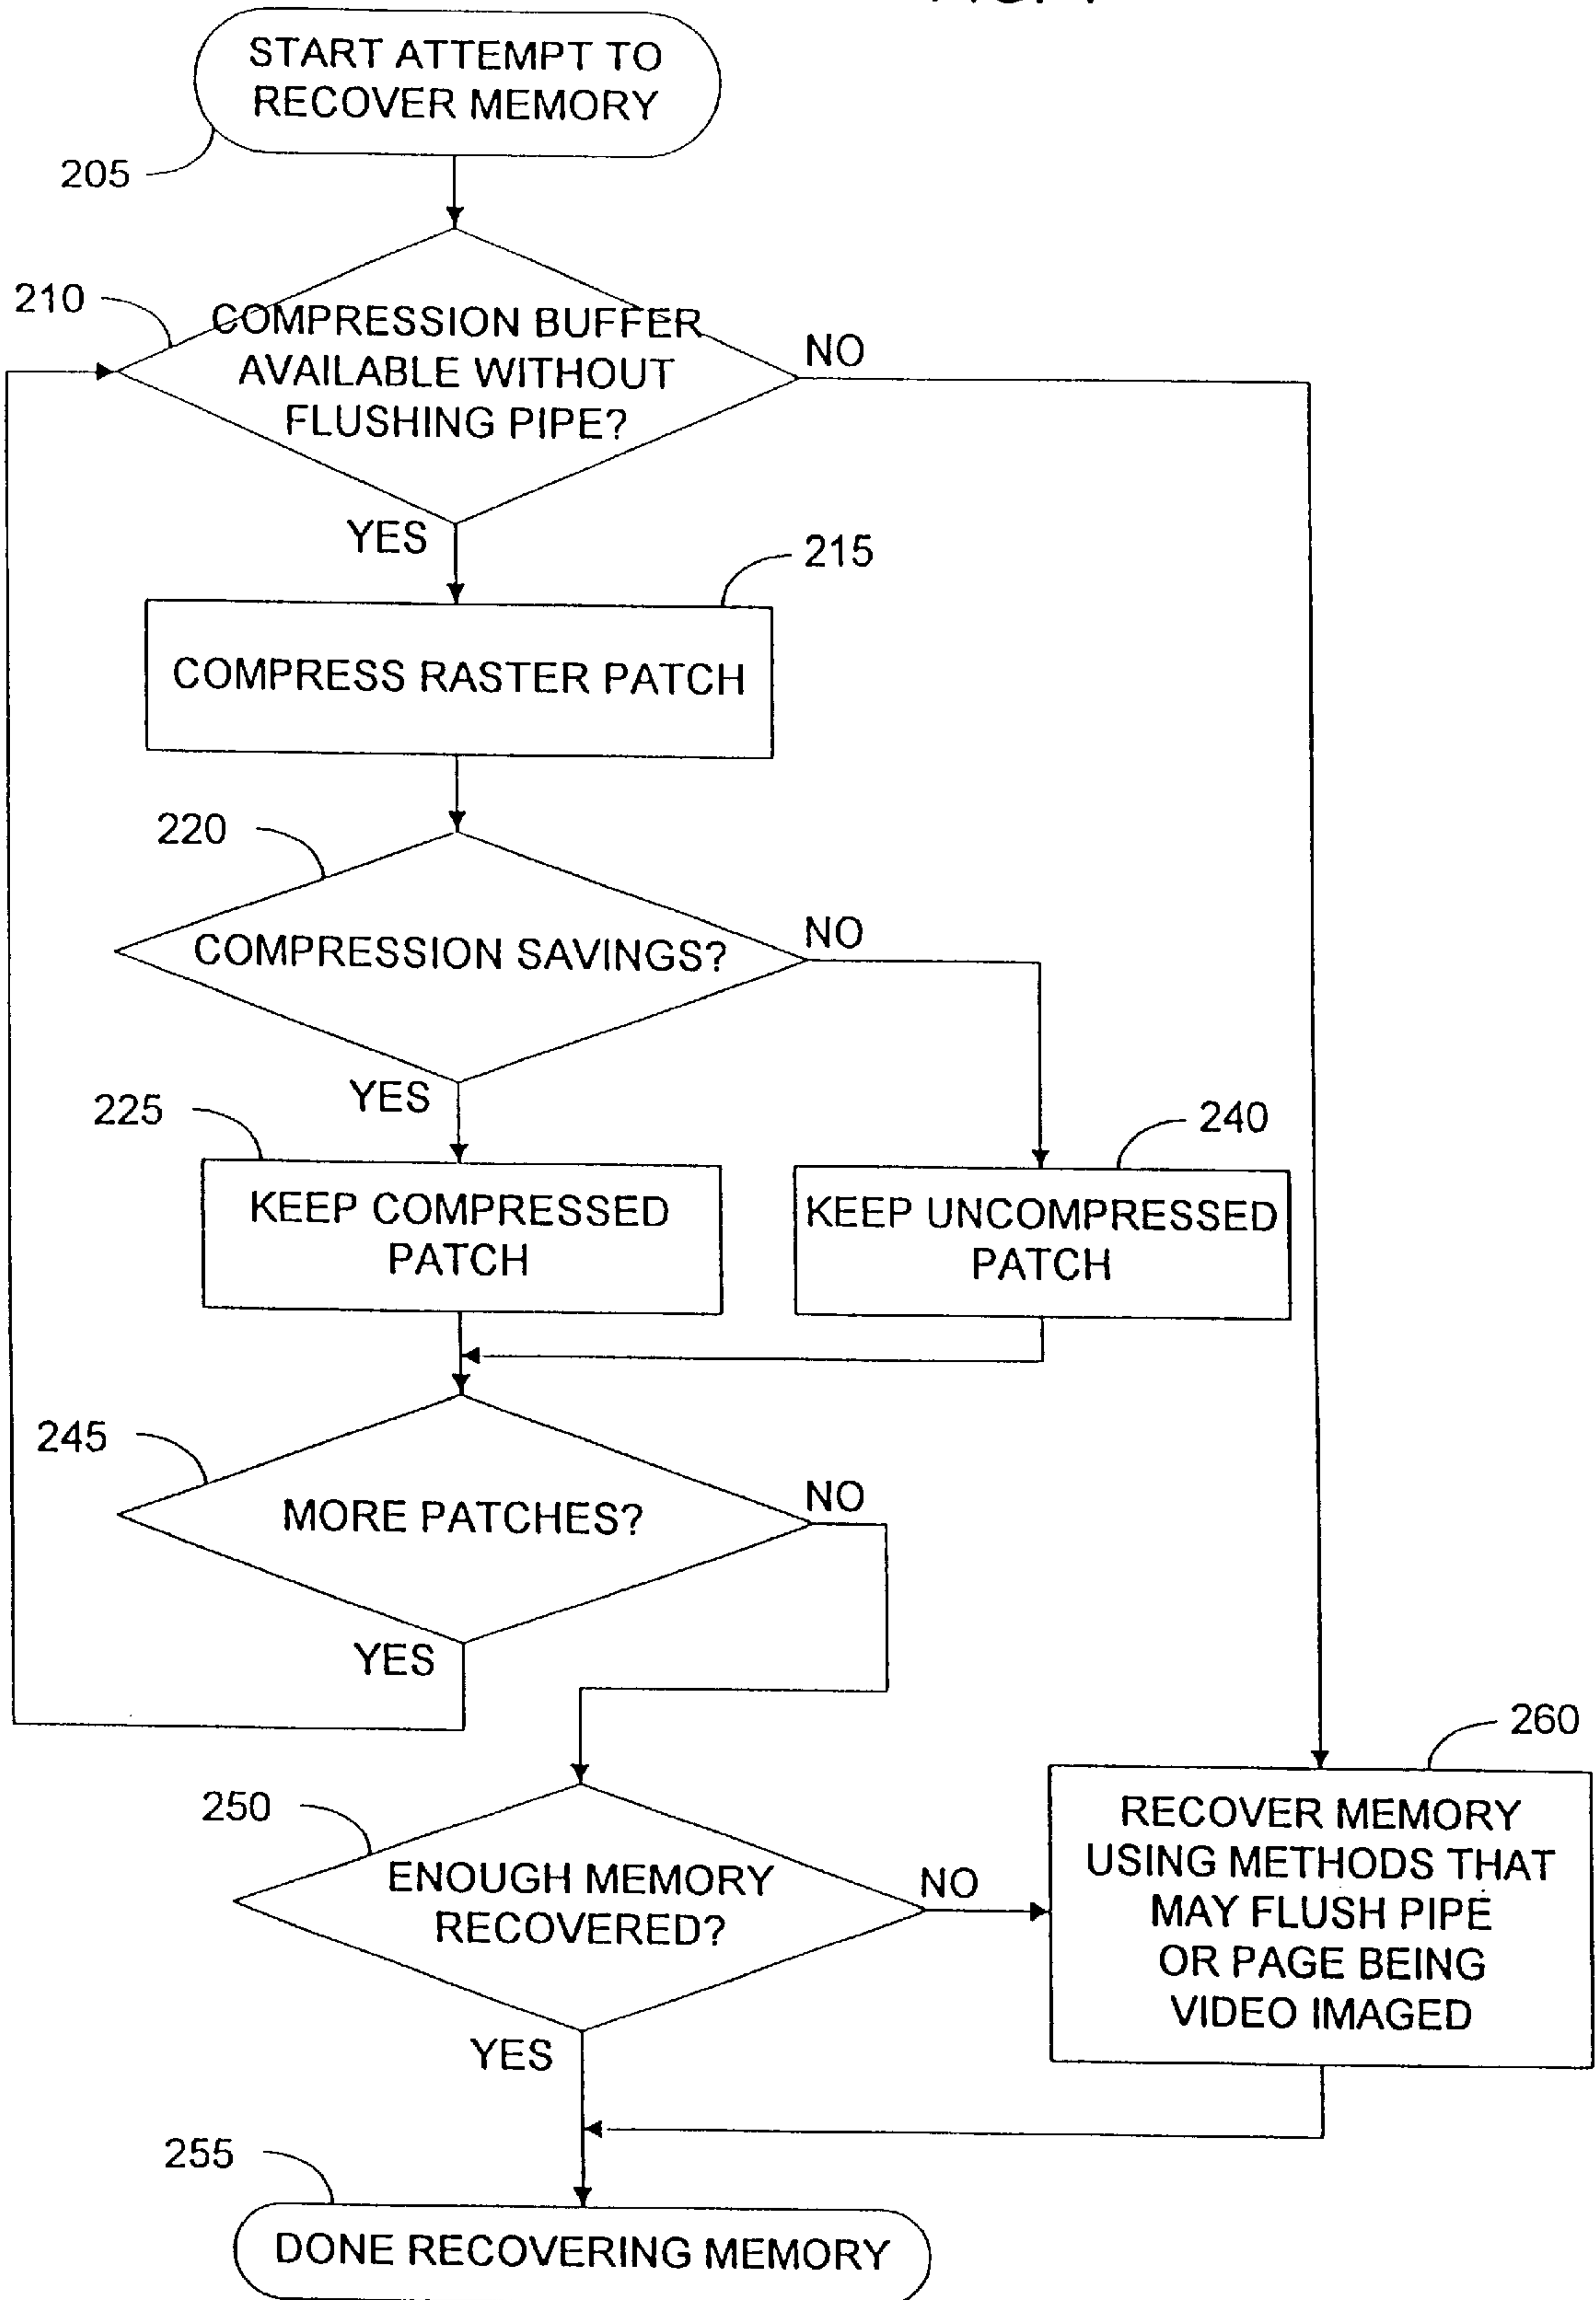 START ATTEMPT TO
RECOVER MEMORY
205
210
COMPRESSION BUFFER
AVAILABLE WITHOUT
FLUSHING PIPE?
NO
YES
215
COMPRESS RASTER PATCH
220
COMPRESSION SAVINGS?
NO
YES
225
240
KEEP COMPRESSED
PATCH
KEEP UNCOMPRESSED
PATCH
245
MORE PATCHES?
NO
YES
260
250
ENOUGH MEMORY
RECOVERED?
NO
RECOVER MEMORY
USING METHODS THAT
MAY FLUSH PIPE
OR PAGE BEING
VIDEO IMAGED
YES
255
DONE RECOVERING MEMORY